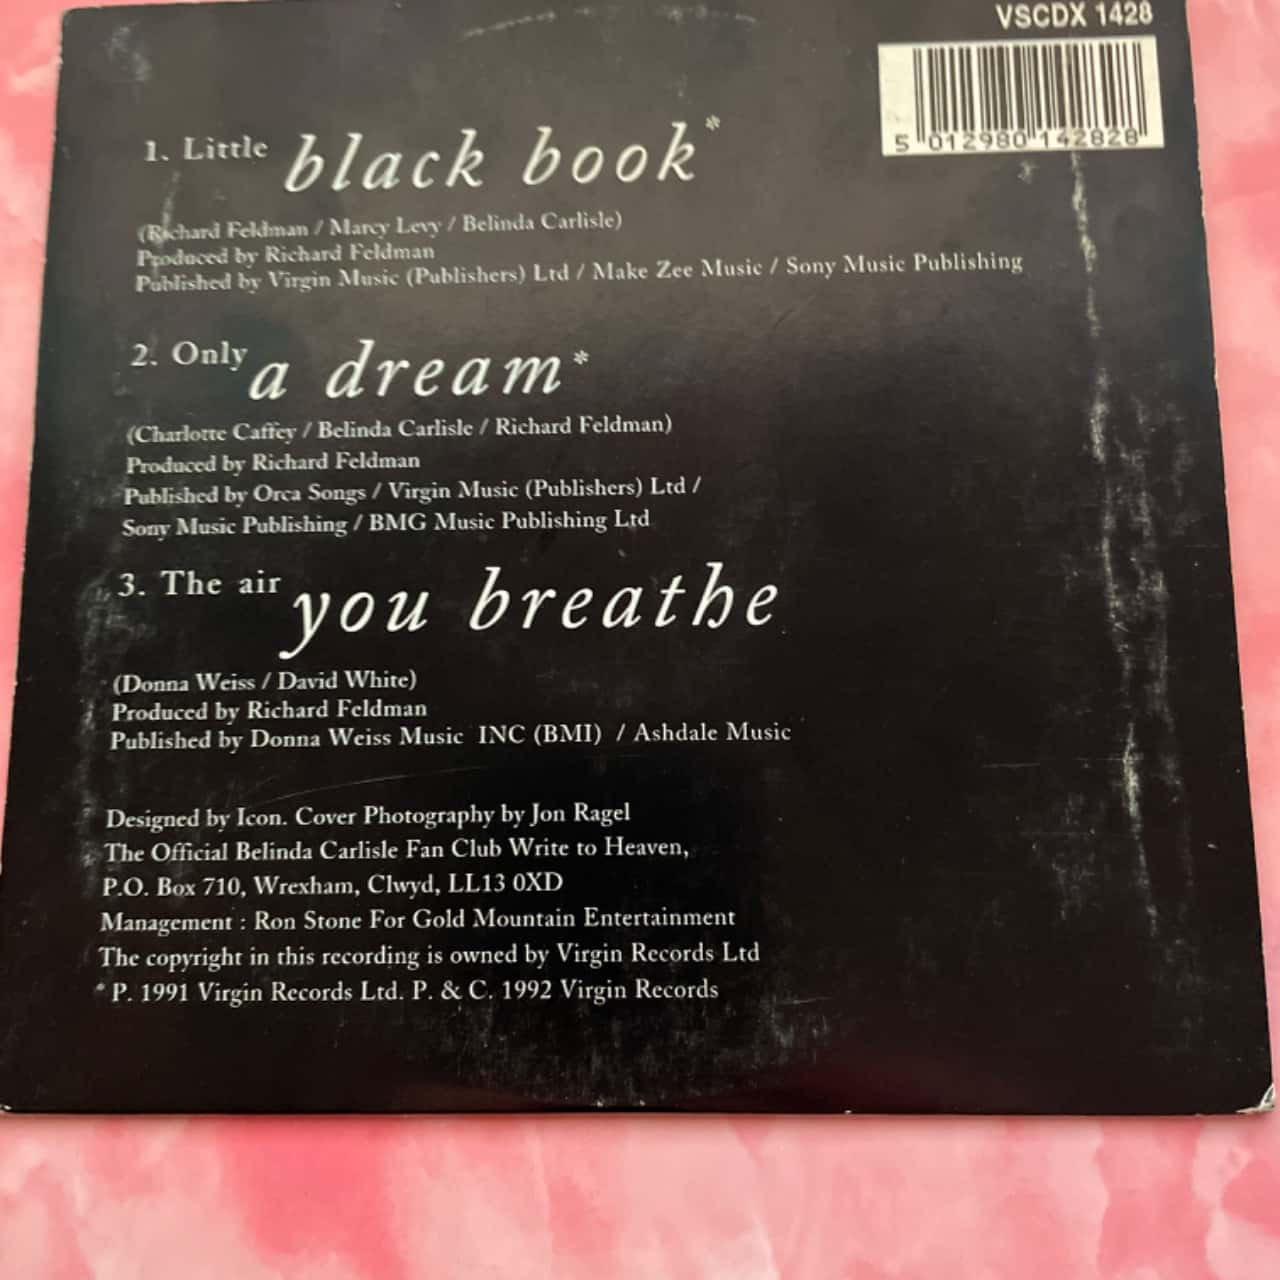 VSCDX 1428
5 012980 142828
1. Little black book*
(Richard Feldman / Marcy Levy / Belinda Carlisle)
Produced by Richard Feldman
Published by Virgin Music (Publishers) Ltd / Make Zee Music / Sony Music Publishing
2. Only a dream*
(Charlotte Caffey / Belinda Carlisle / Richard Feldman)
Produced by Richard Feldman
Published by Orca Songs / Virgin Music (Publishers) Ltd /
Sony Music Publishing / BMG Music Publishing Ltd
3. The air you breathe
(Donna Weiss / David White)
Produced by Richard Feldman
Published by Donna Weiss Music INC (BMI) / Ashdale Music
Designed by Icon. Cover Photography by Jon Ragel
The Official Belinda Carlisle Fan Club Write to Heaven,
P.O. Box 710, Wrexham, Clwyd, LL13 0XD
Management : Ron Stone For Gold Mountain Entertainment
The copyright in this recording is owned by Virgin Records Ltd
* P. 1991 Virgin Records Ltd. P. & C. 1992 Virgin Records